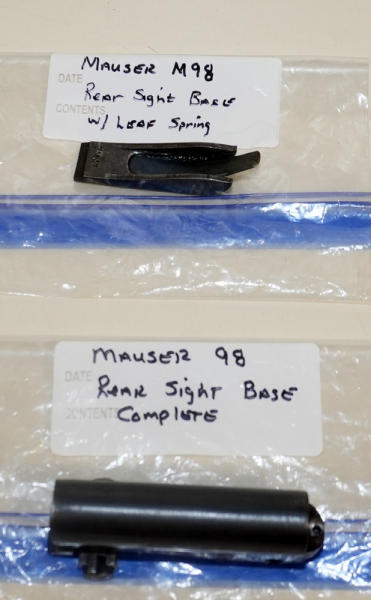 Mauser M98
DATE
Rear Sight Base
CONTENTS
w/ Leaf Spring
Mauser 98
DATE
Rear Sight Base
CONTENTS
Complete